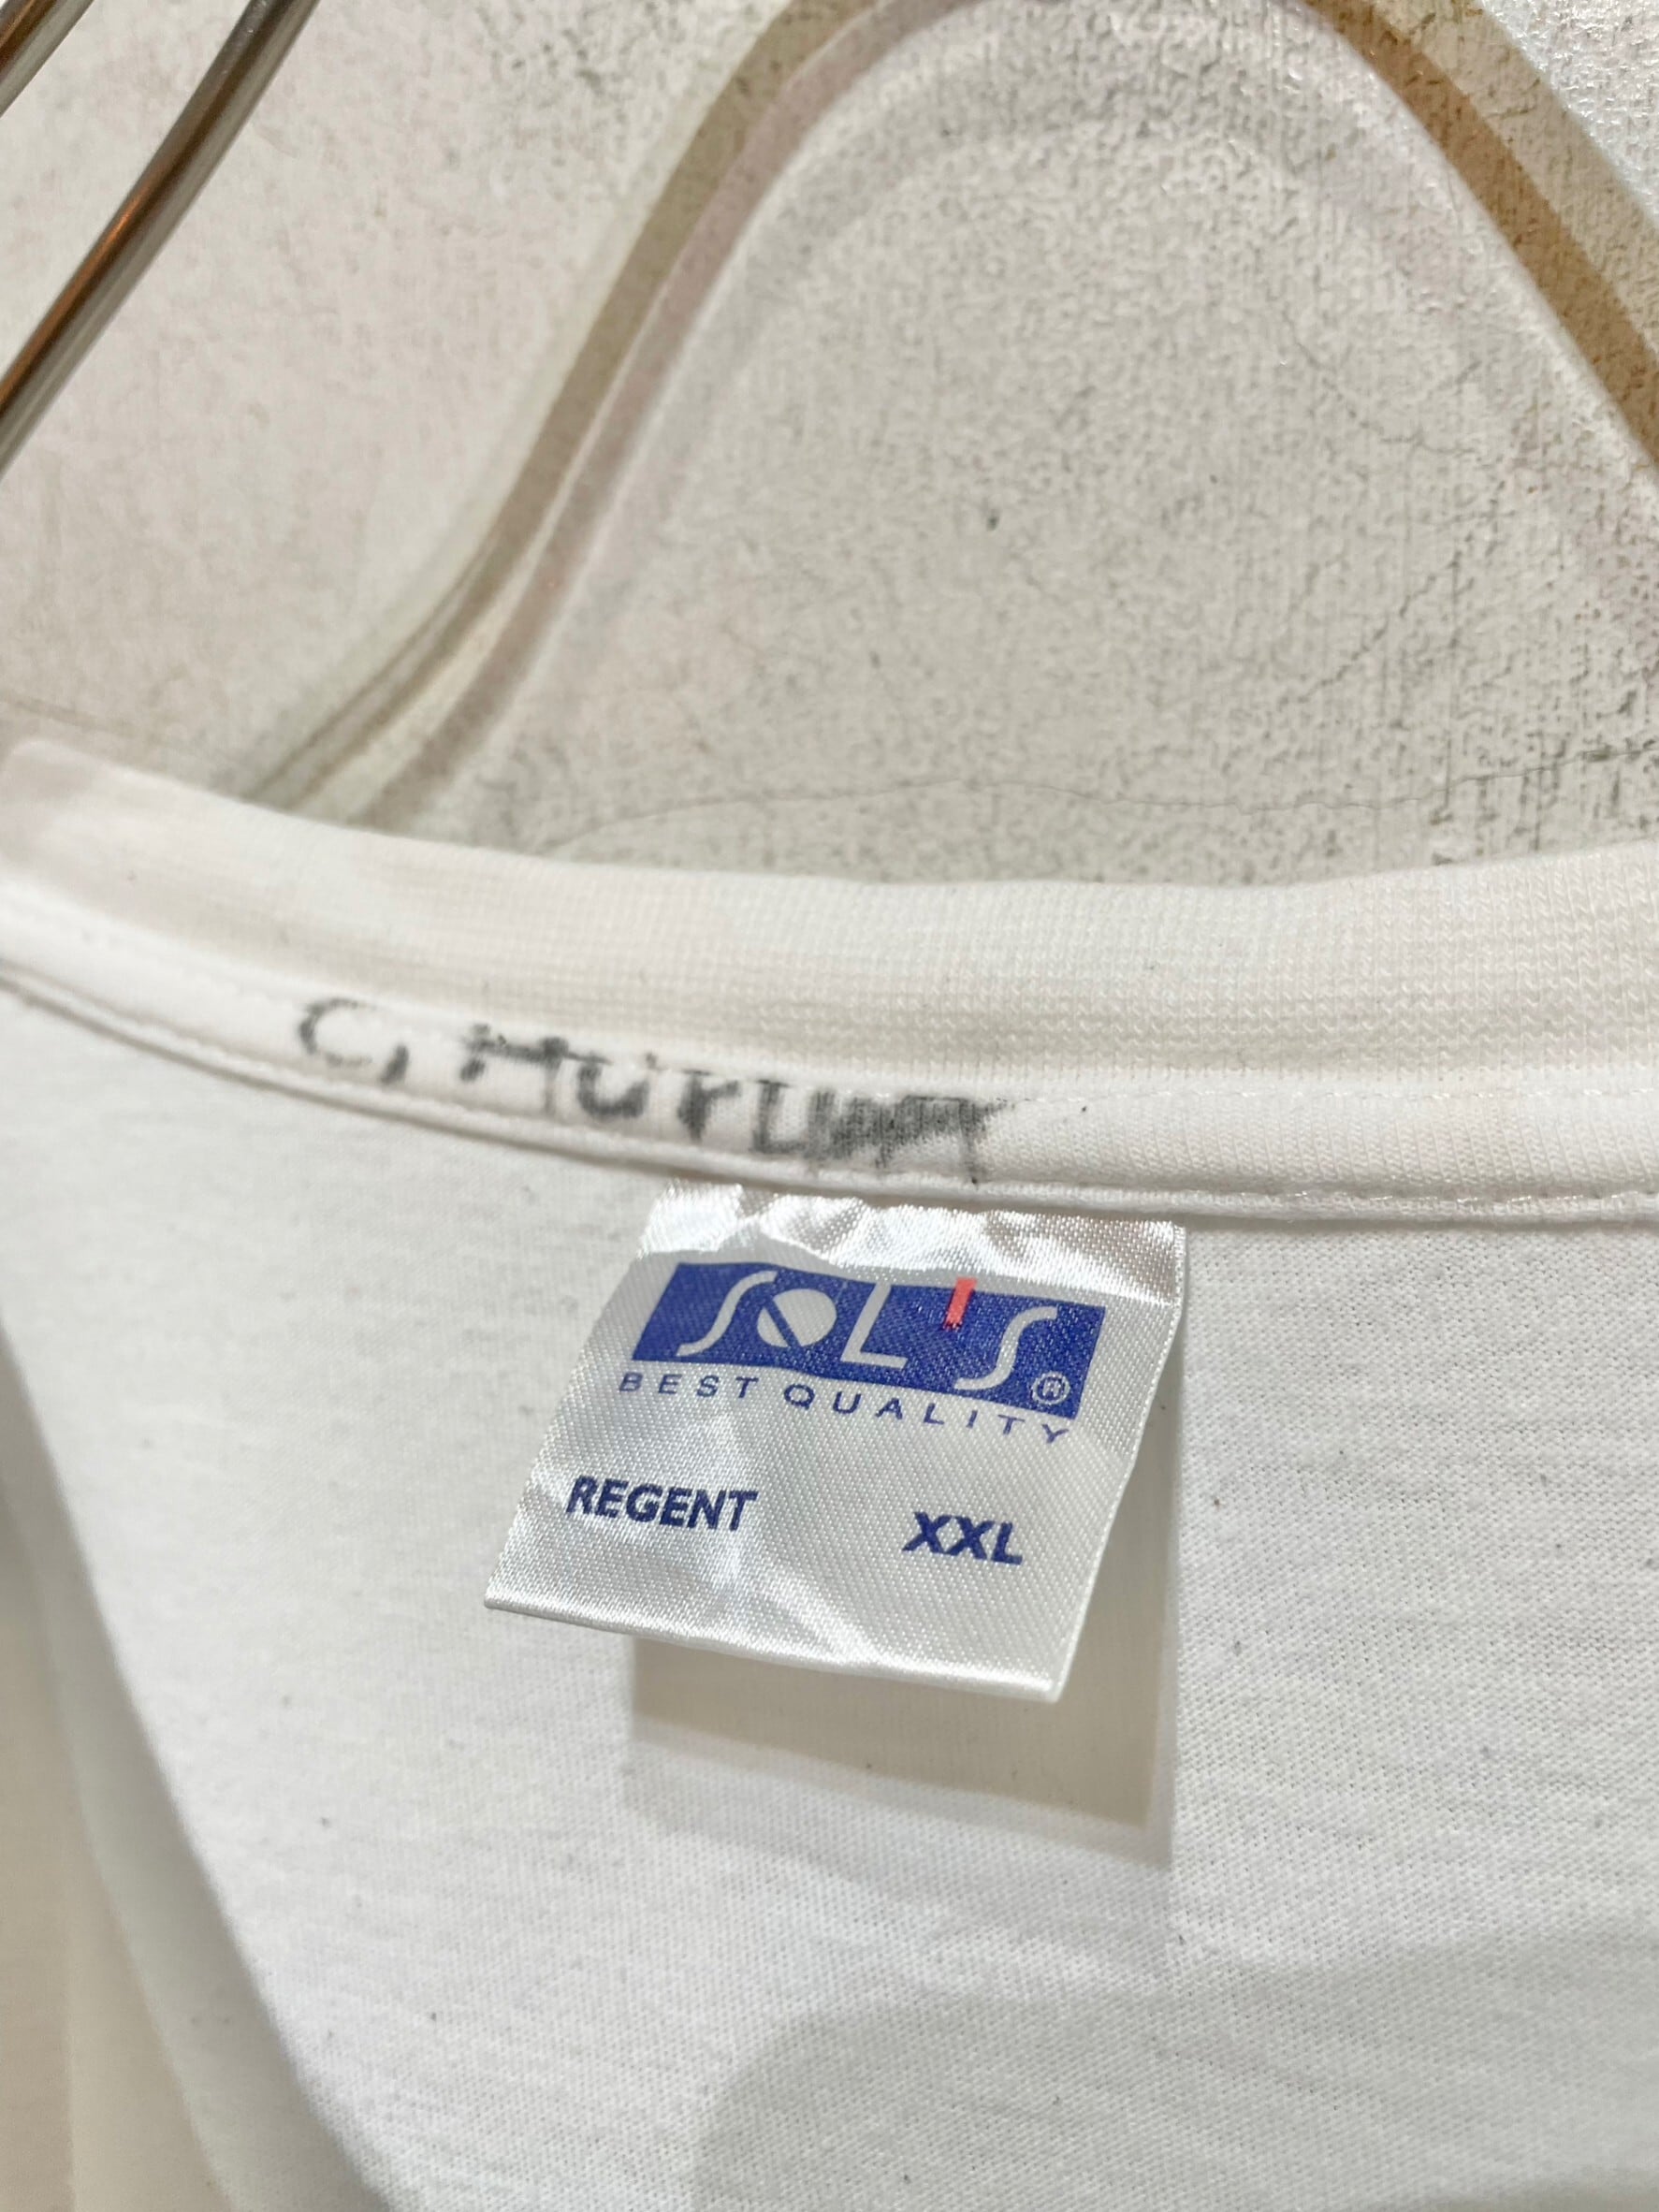 SOL'S®
BEST QUALITY
REGENT XXL